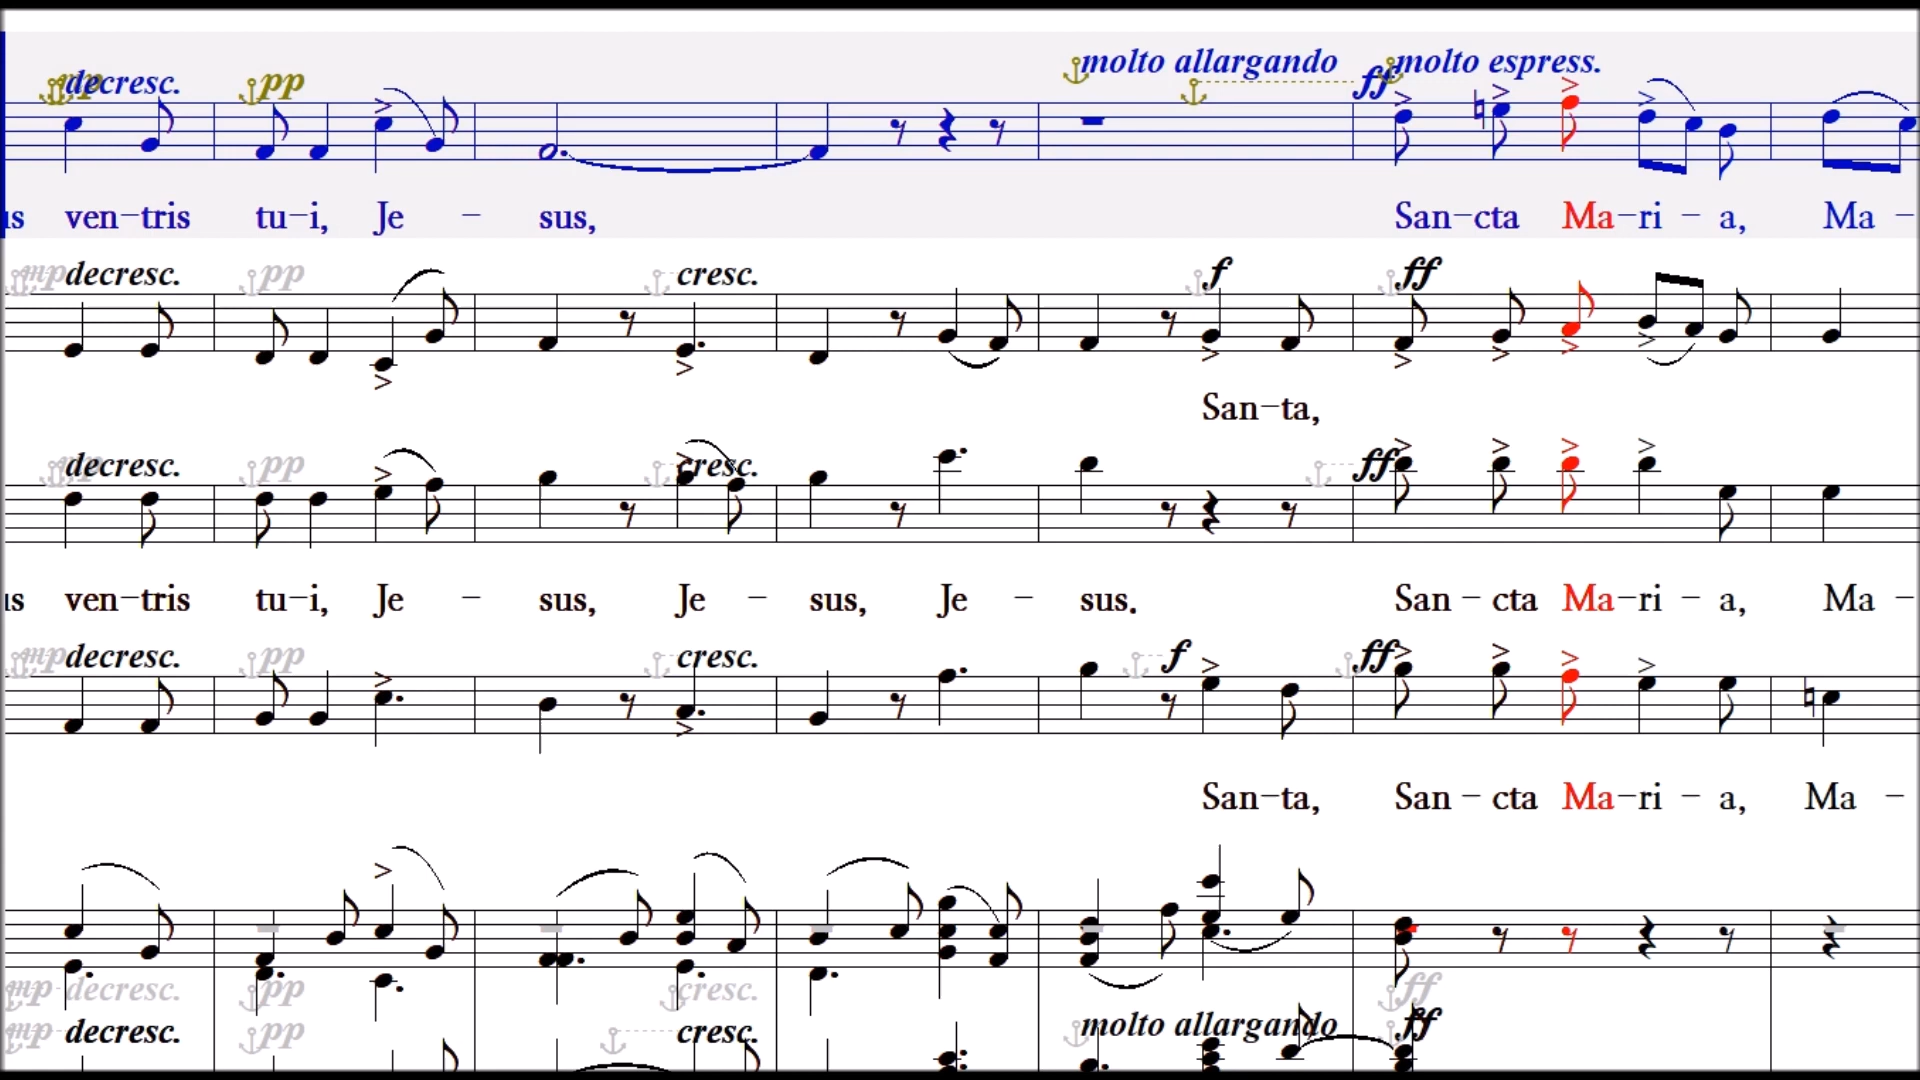 molto allargando molto espress.
pp decresc. pp ff
us ven-tris tu-i, Je - sus, San-cta Ma-ri - a, Ma -
mp decresc. pp cresc. f ff
San-ta,
pp decresc. pp cresc. ff
us ven-tris tu-i, Je - sus, Je - sus, Je - sus. San - cta Ma-ri - a, Ma -
mp decresc. pp cresc. f ff
San-ta, San - cta Ma-ri - a, Ma -
mp decresc. pp cresc. ff
mp decresc. pp cresc. molto allargando ff